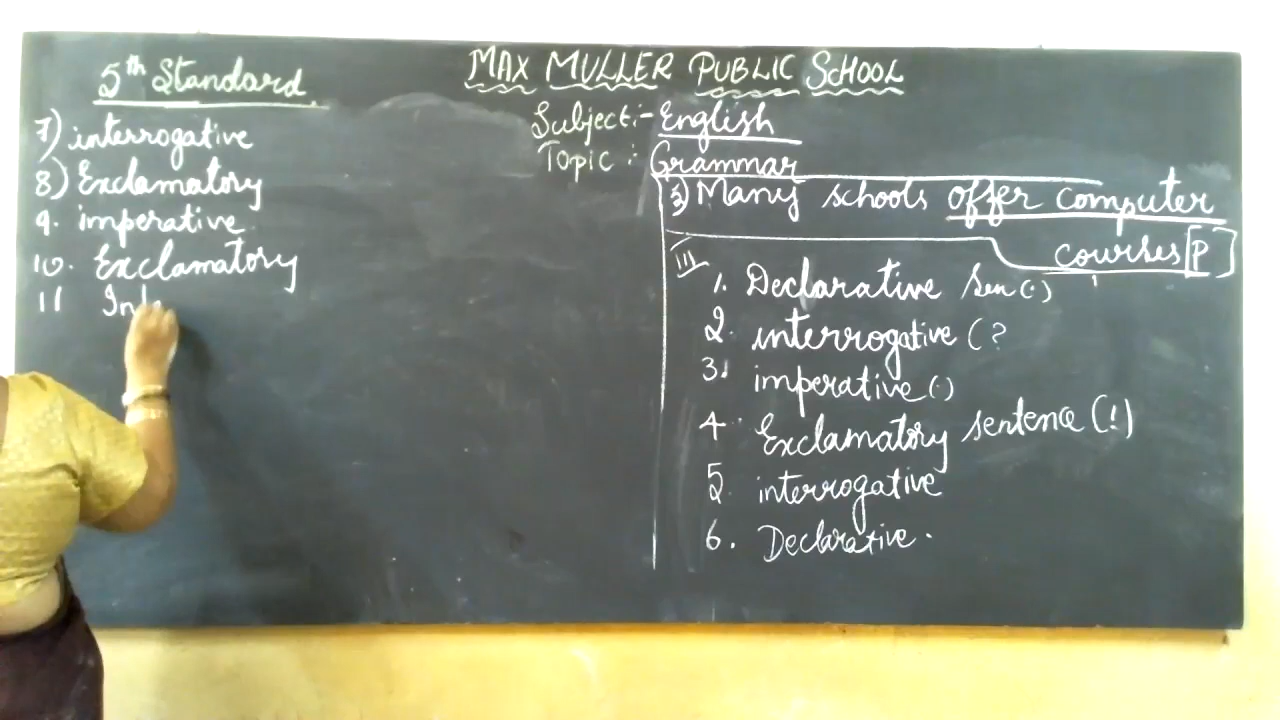 5th Standard
MAX MULLER PUBLIC SCHOOL
Subject:- English
Topic :- Grammar
3) Many schools offer computer
courses [P]
III
1. Declarative Sen (.)
2. interrogative (?
3. imperative (.)
4. Exclamatory sentence (!)
5. interrogative
6. Declarative.
7) interrogative
8) Exclamatory
9. imperative
10. Exclamatory
11